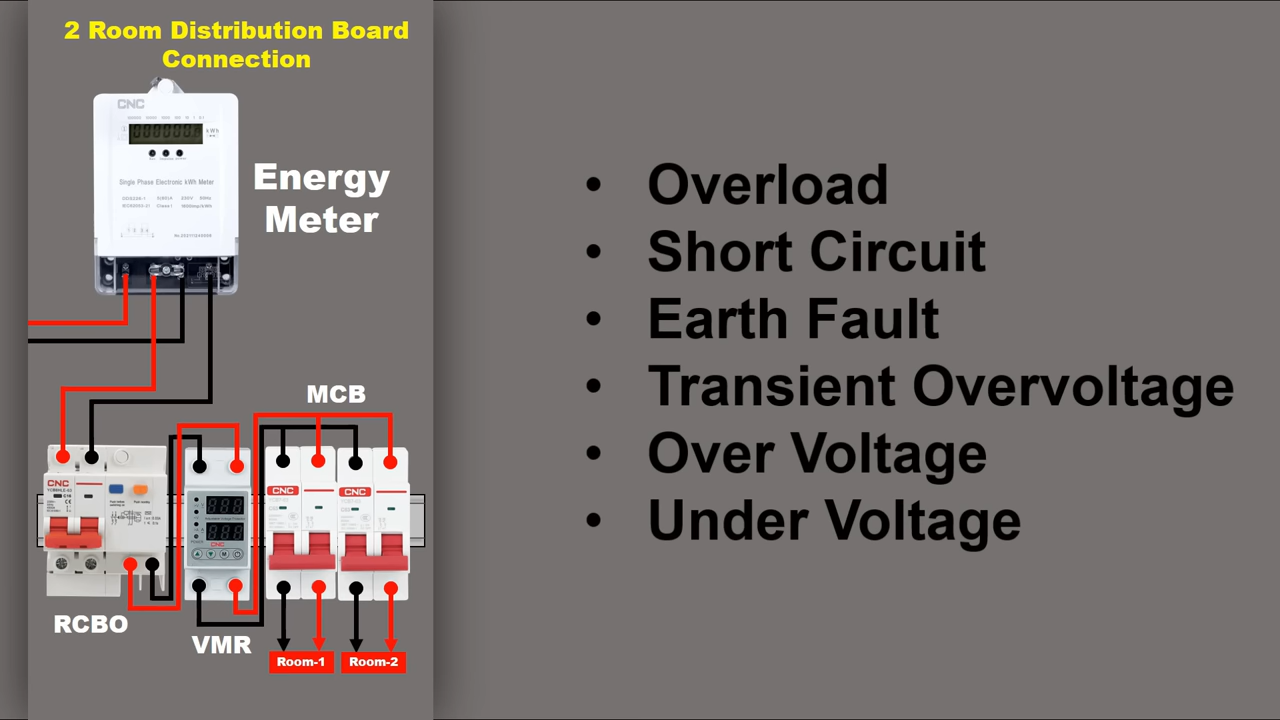 2 Room Distribution Board
Connection
CNC
kWh
Single Phase Electronic kWh Meter
Energy
Meter
MCB
CNC
CNC
CNC
CNC
RCBO
VMR
Room-1
Room-2
• Overload
• Short Circuit
• Earth Fault
• Transient Overvoltage
• Over Voltage
• Under Voltage